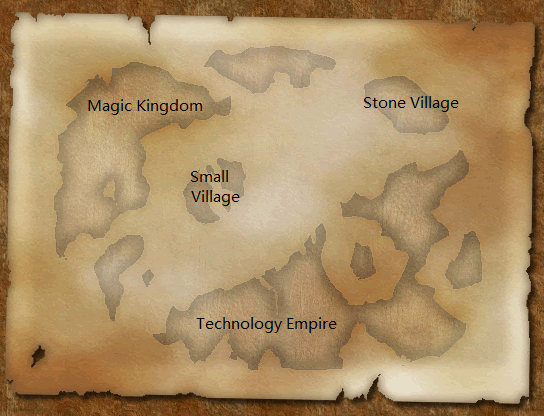 Magic Kingdom
Stone Village
Small
Village
Technology Empire